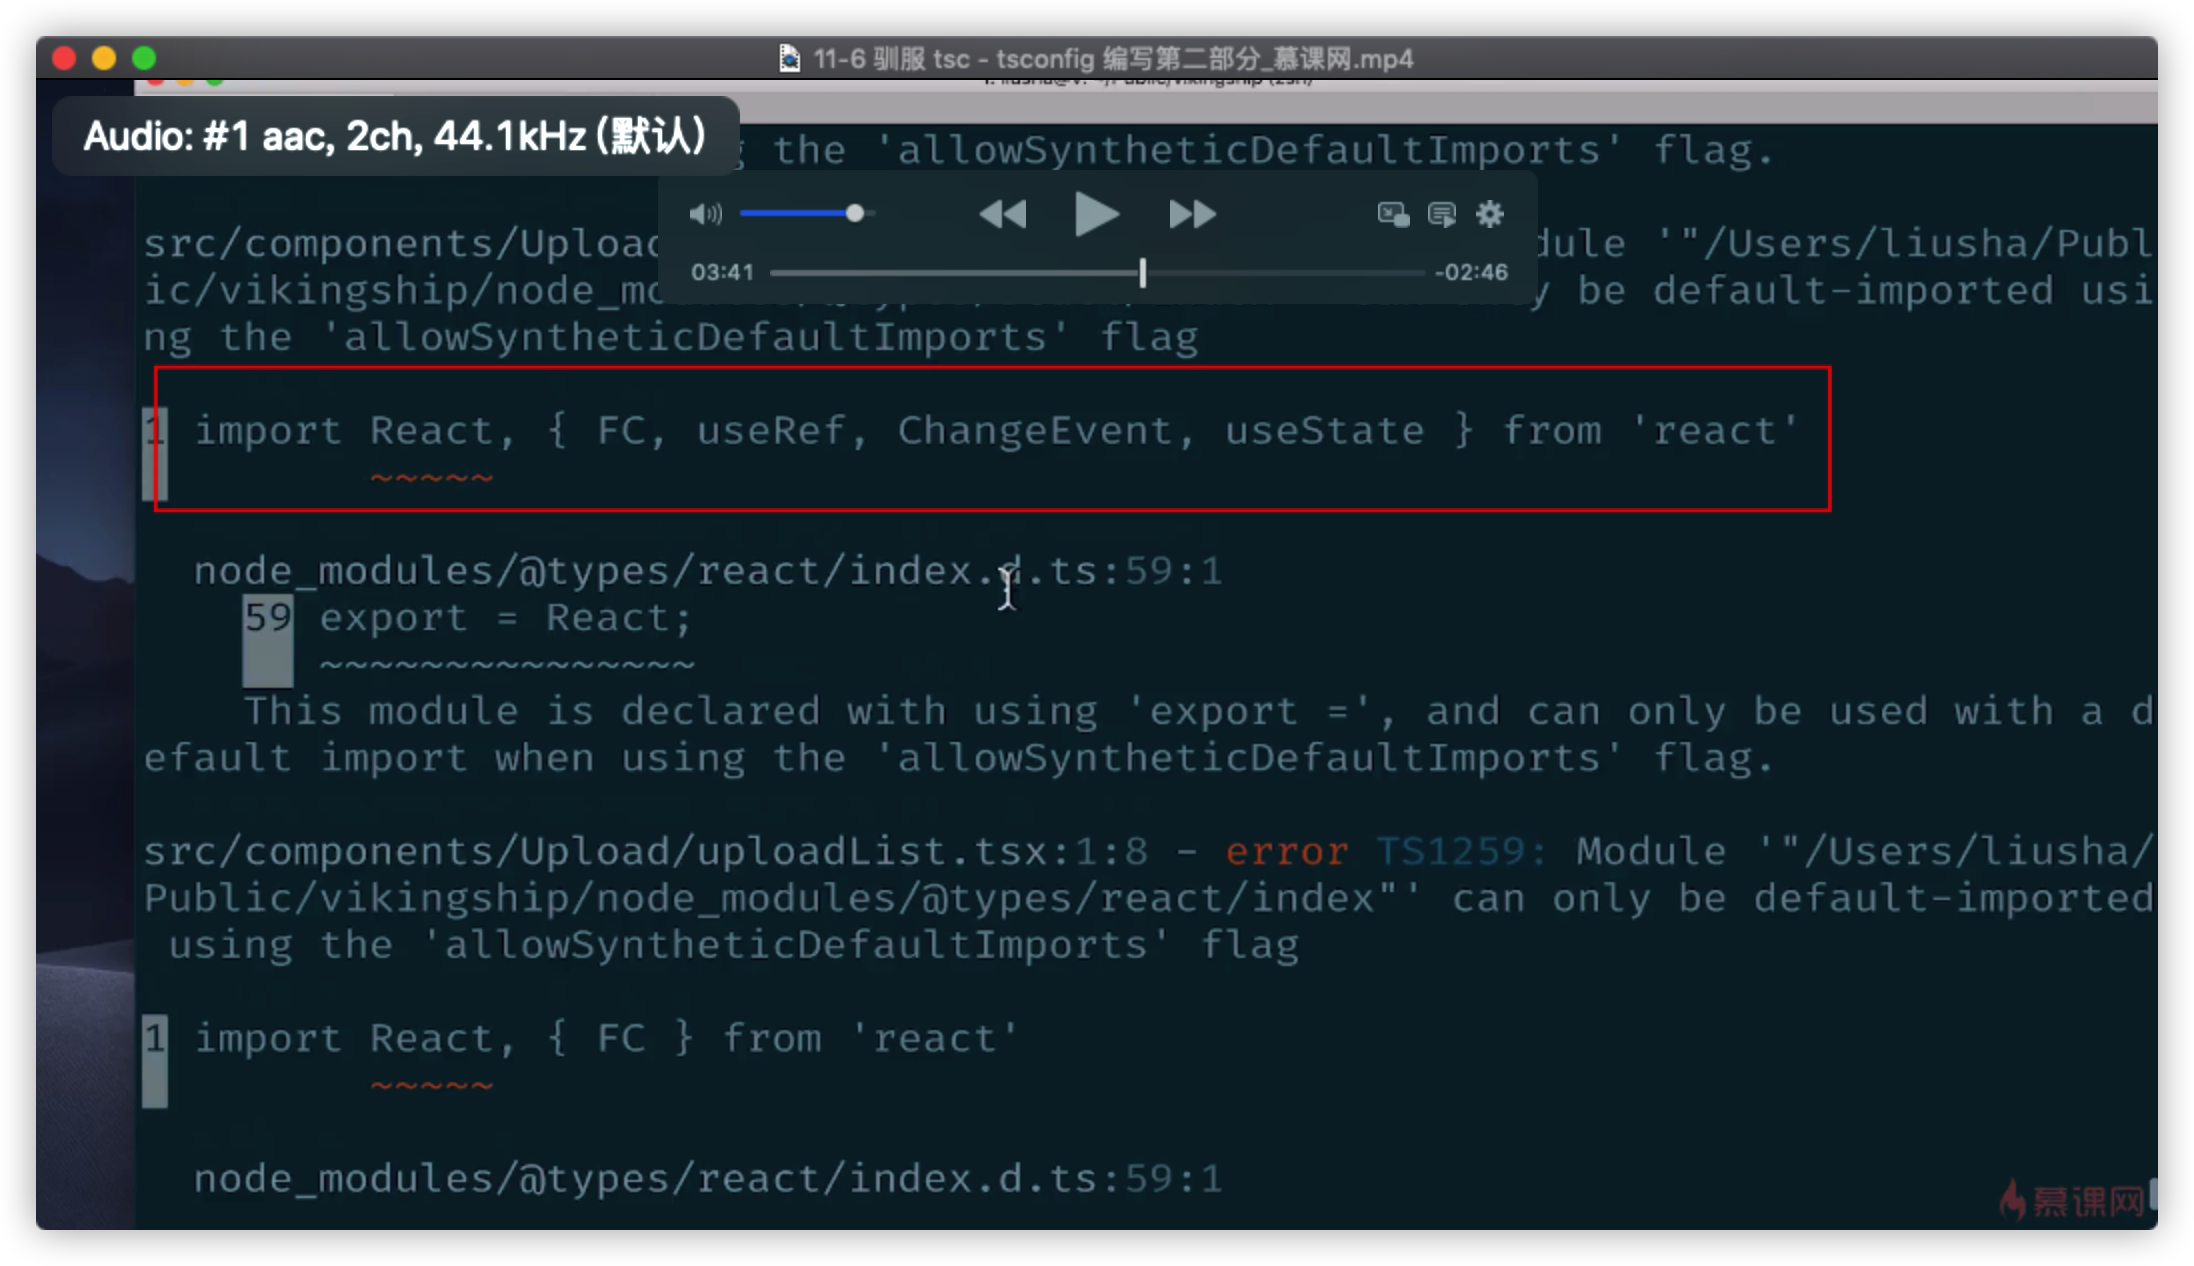 11-6 驯服 tsc - tsconfig 编写第二部分_慕课网.mp4
Audio: #1 aac, 2ch, 44.1kHz (默认)
the 'allowSyntheticDefaultImports' flag.
03:41
-02:46
src/components/Upload dule '"/Users/liusha/Publ
ic/vikingship/node_mo y be default-imported usi
ng the 'allowSyntheticDefaultImports' flag
1 import React, { FC, useRef, ChangeEvent, useState } from 'react'
~~~~~
node_modules/@types/react/index.d.ts:59:1
59 export = React;
~~~~~~~~~~~~~~~
This module is declared with using 'export =', and can only be used with a d
efault import when using the 'allowSyntheticDefaultImports' flag.
src/components/Upload/uploadList.tsx:1:8 - error TS1259: Module '"/Users/liusha/
Public/vikingship/node_modules/@types/react/index"' can only be default-imported
using the 'allowSyntheticDefaultImports' flag
1 import React, { FC } from 'react'
~~~~~
node_modules/@types/react/index.d.ts:59:1
慕课网